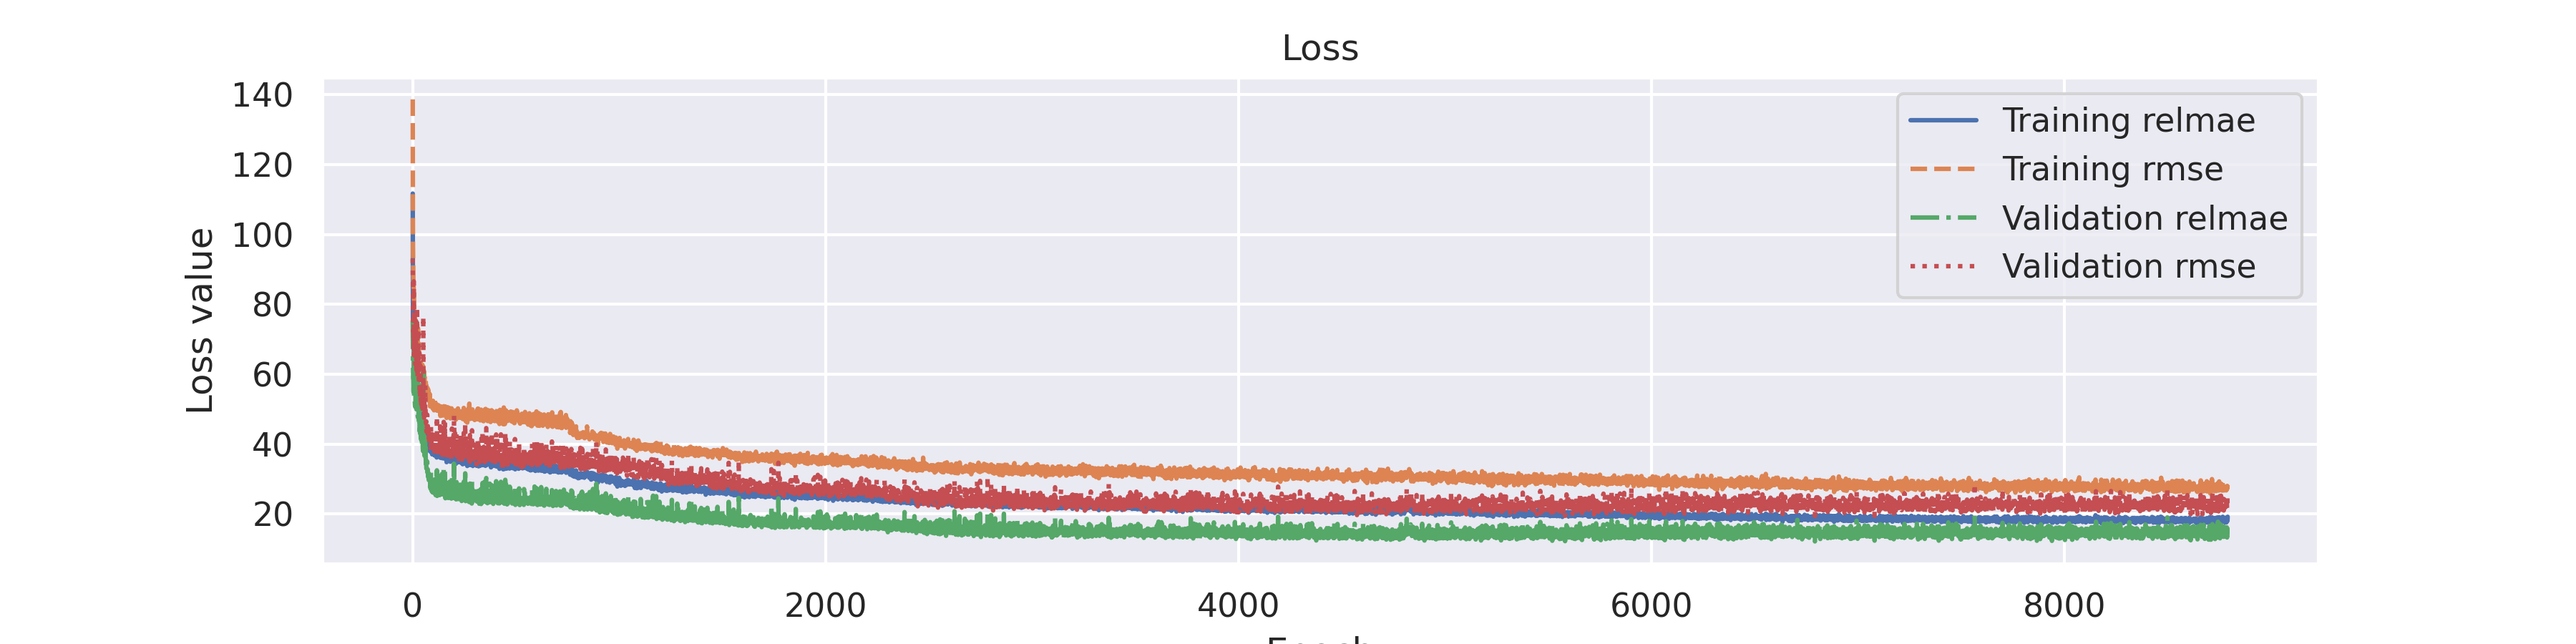 Loss
140
120
100
80
60
40
20
Loss value
Training relmae
Training rmse
Validation relmae
Validation rmse
0 2000 4000 6000 8000